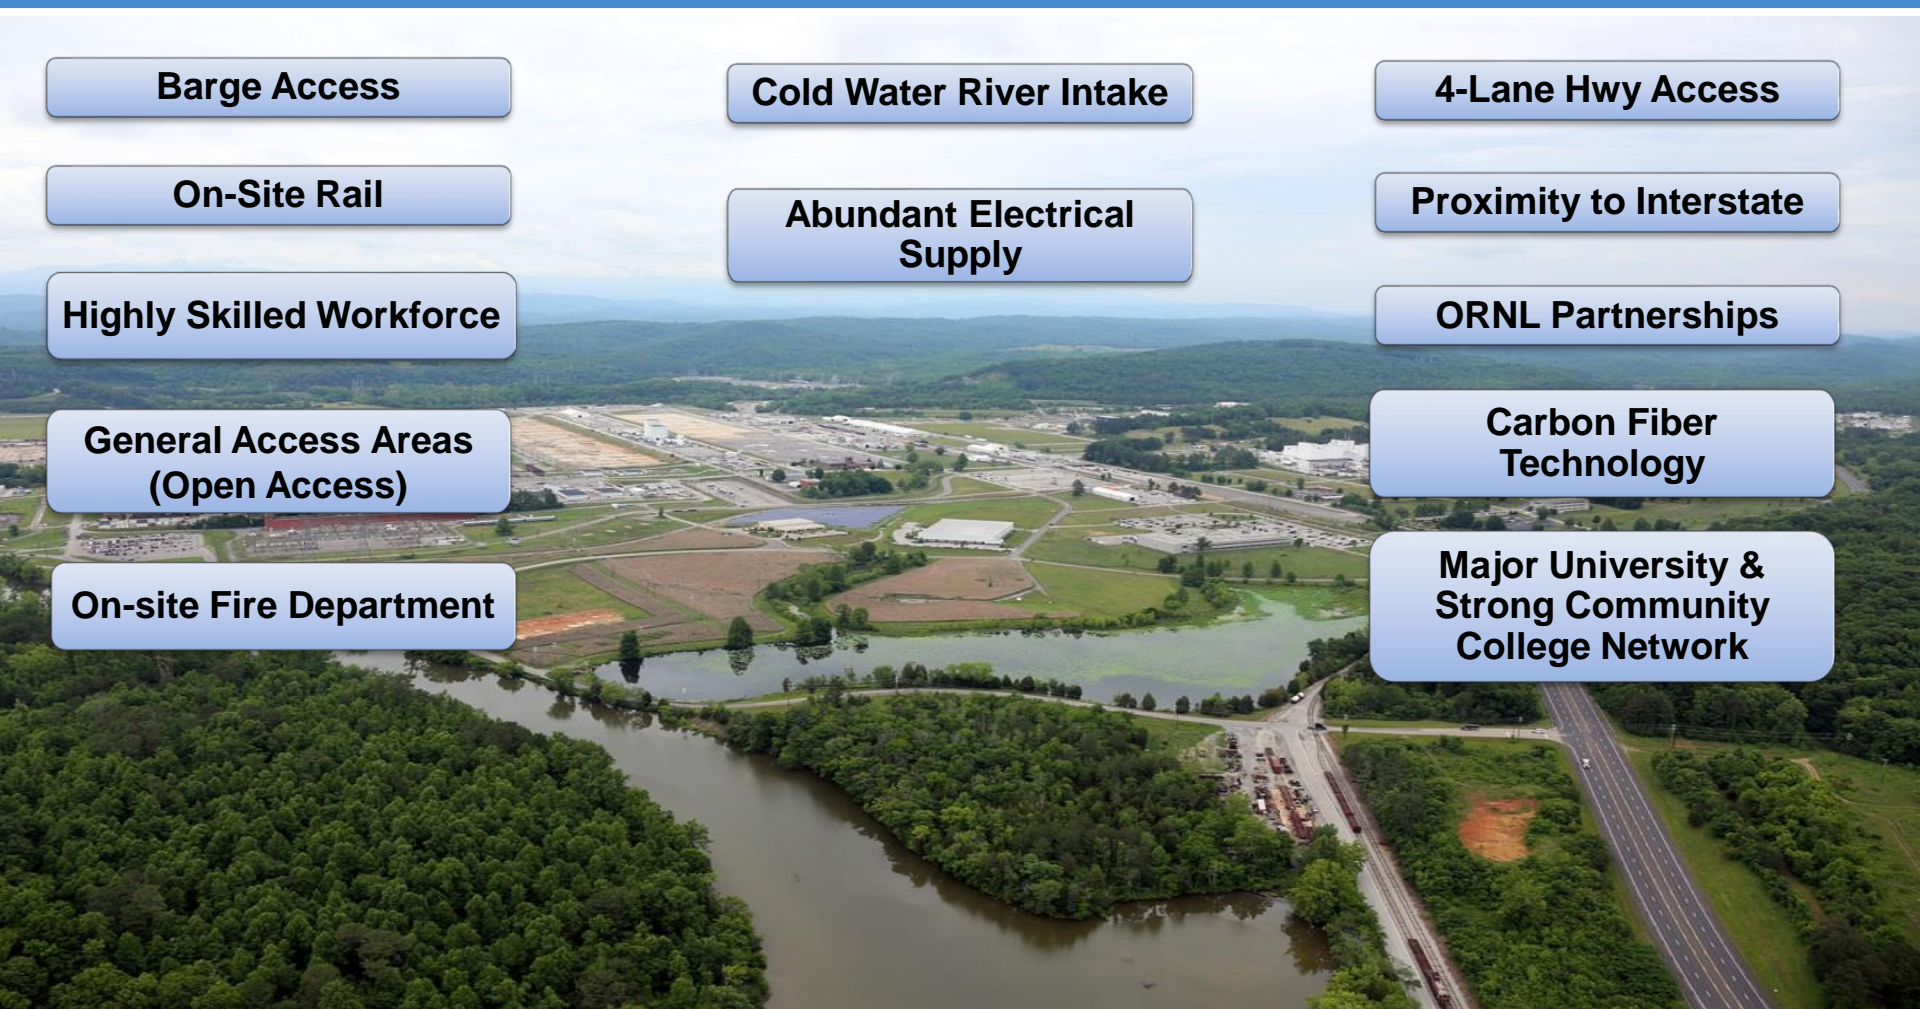 Barge Access
On-Site Rail
Highly Skilled Workforce
General Access Areas
(Open Access)
On-site Fire Department
Cold Water River Intake
Abundant Electrical
Supply
4-Lane Hwy Access
Proximity to Interstate
ORNL Partnerships
Carbon Fiber
Technology
Major University &
Strong Community
College Network